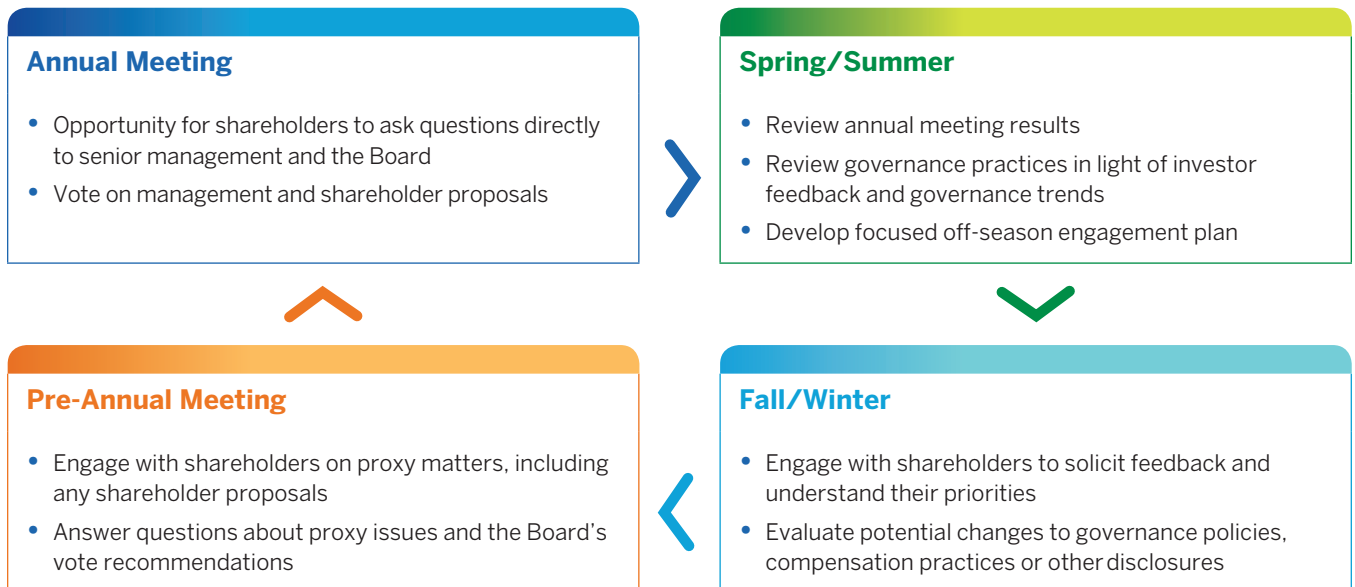 Annual Meeting
• Opportunity for shareholders to ask questions directly
to senior management and the Board
• Vote on management and shareholder proposals
Spring/Summer
• Review annual meeting results
• Review governance practices in light of investor
feedback and governance trends
• Develop focused off-season engagement plan
Pre-Annual Meeting
• Engage with shareholders on proxy matters, including
any shareholder proposals
• Answer questions about proxy issues and the Board’s
vote recommendations
Fall/Winter
• Engage with shareholders to solicit feedback and
understand their priorities
• Evaluate potential changes to governance policies,
compensation practices or other disclosures